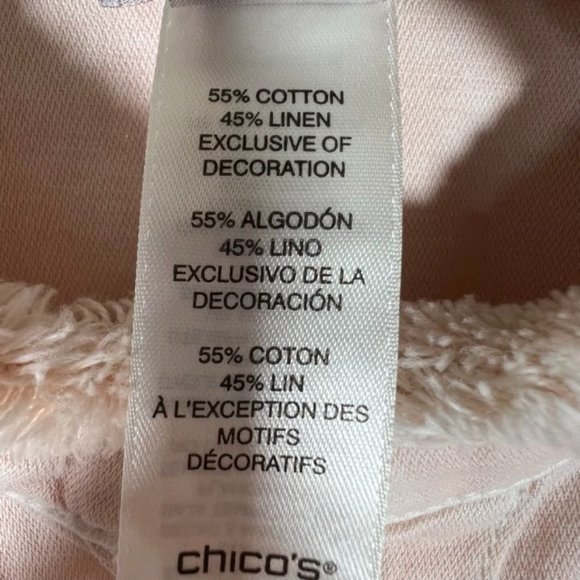 55% COTTON
45% LINEN
EXCLUSIVE OF
DECORATION
55% ALGODÓN
45% LINO
EXCLUSIVO DE LA
DECORACIÓN
55% COTON
45% LIN
À L'EXCEPTION DES
MOTIFS
DÉCORATIFS
chico's®